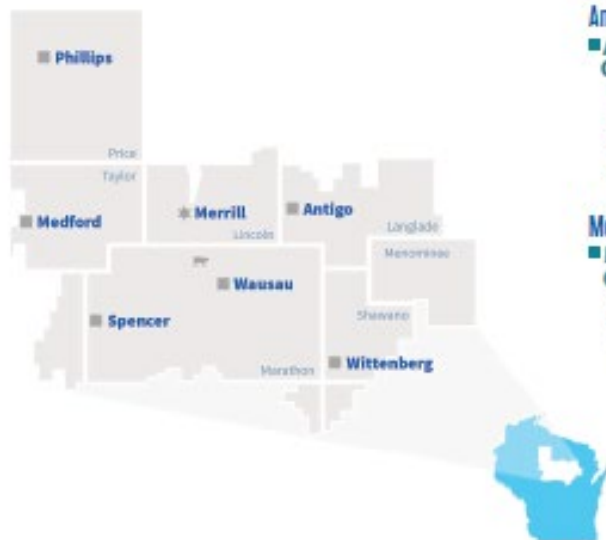 Phillips
Price
Taylor
Medford
Merrill
Lincoln
Antigo
Langlade
Menominee
Wausau
Spencer
Shawano
Marathon
Wittenberg